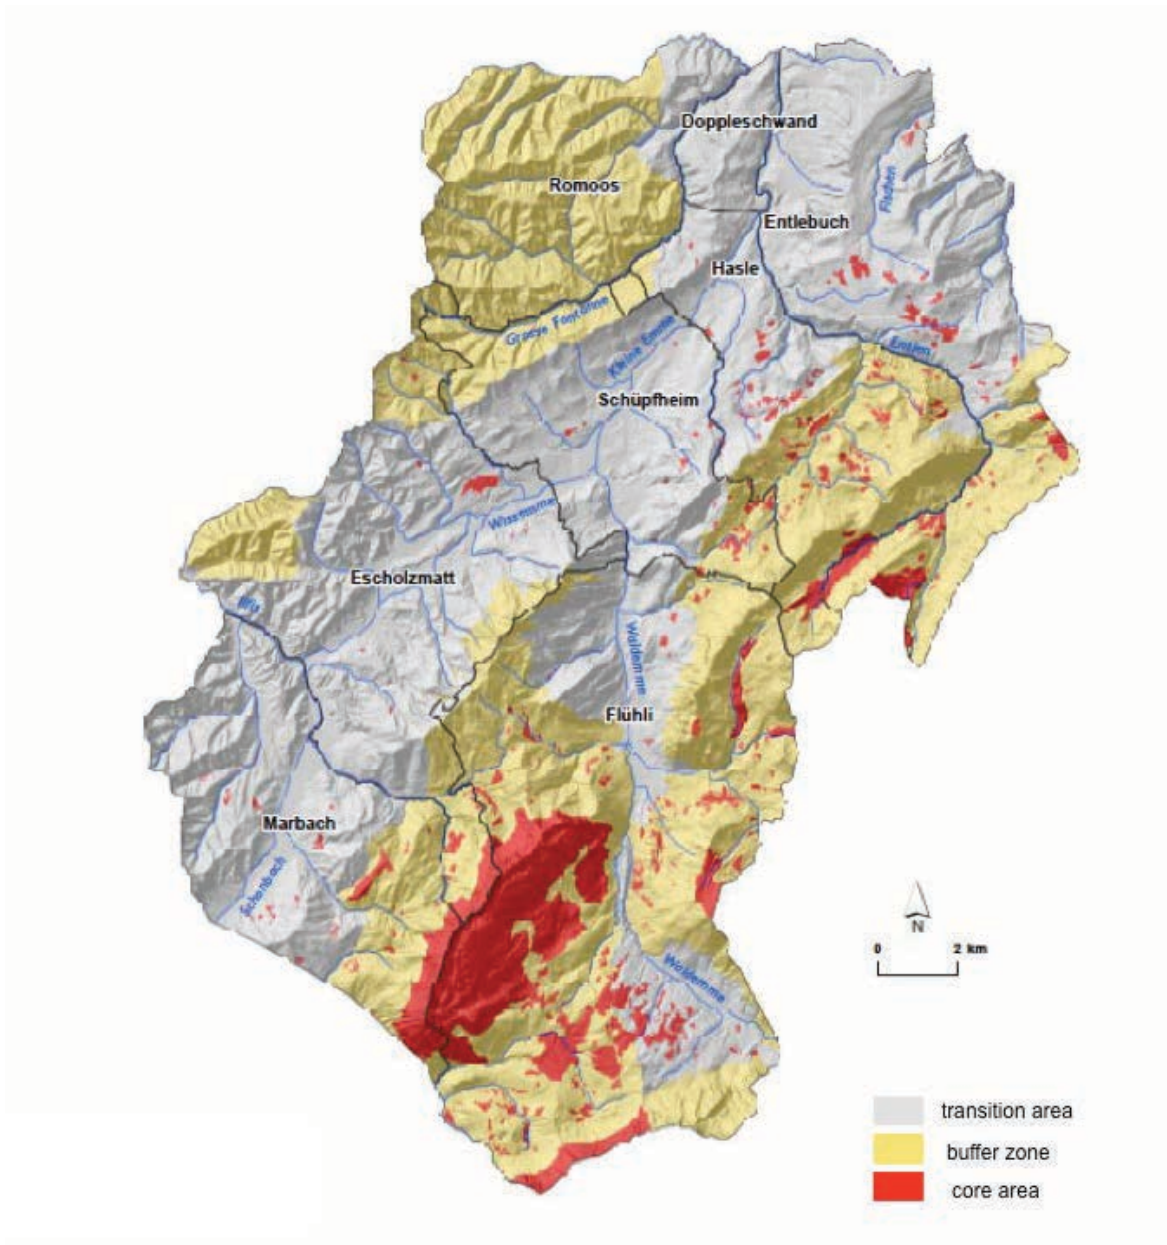 Doppleschwand
Romoos
Fischen
Entlebuch
Hasle
Grosse Fontanne
Kleine Emme
Entlen
Schüpfheim
Wissemme
Escholzmatt
Ilfis
Waldemme
Flühli
Marbach
Schonbach
Waldemme
N
0 2 km
transition area
buffer zone
core area